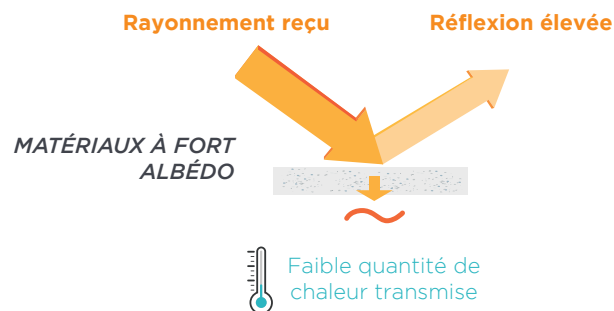 Rayonnement reçu
Réflexion élevée
MATÉRIAUX À FORT
ALBÉDO
Faible quantité de
chaleur transmise